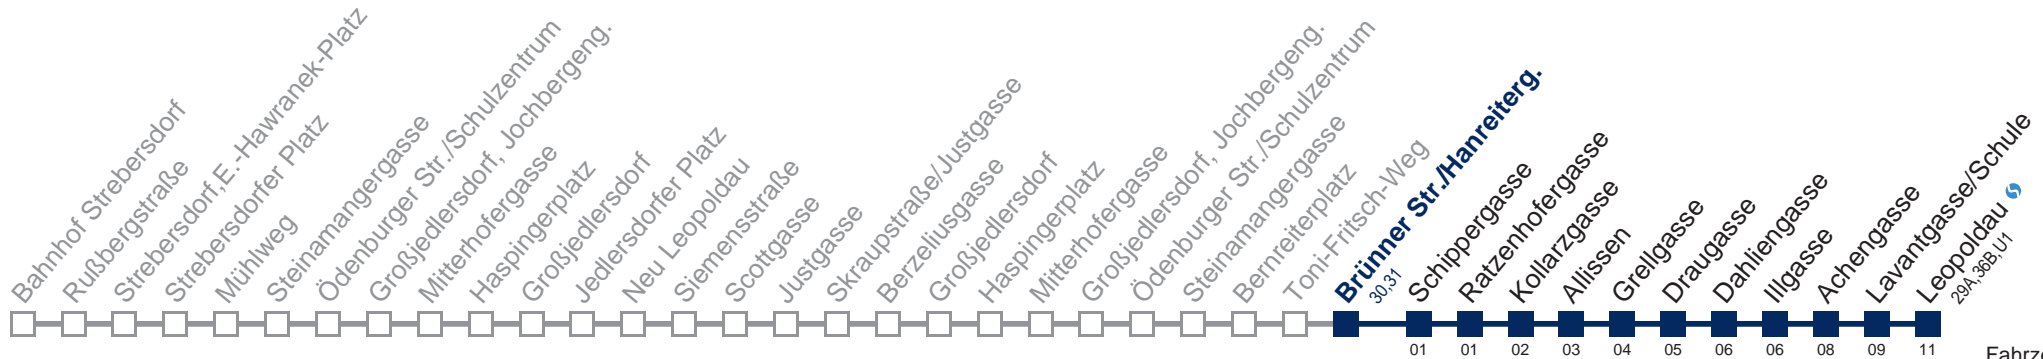 Bahnhof Strebersdorf
Rußbergstraße
Strebersdorf,E.-Hawranek-Platz
Strebersdorfer Platz
Mühlweg
Steinamangergasse
Ödenburger Str./Schulzentrum
Großjedlersdorf, Jochbergeng.
Mitterhofergasse
Haspingerplatz
Großjedlersdorf
Jedlersdorfer Platz
Neu Leopoldau
Siemensstraße
Scottgasse
Justgasse
Skraupstraße/Justgasse
Berzeliusgasse
Großjedlersdorf
Haspingerplatz
Mitterhofergasse
Großjedlersdorf, Jochbergeng.
Ödenburger Str./Schulzentrum
Steinamangergasse
Bernreiterplatz
Toni-Fritsch-Weg
Brünner Str./Hanreiterg.
30,31
Schippergasse
Ratzenhofergasse
Kollarzgasse
Allissen
Grellgasse
Draugasse
Dahliengasse
Illgasse
Achengasse
Lavantgasse/Schule
Leopoldau
29A,36B,U1
01 01 02 03 04 05 06 06 08 09 11
Fahrz